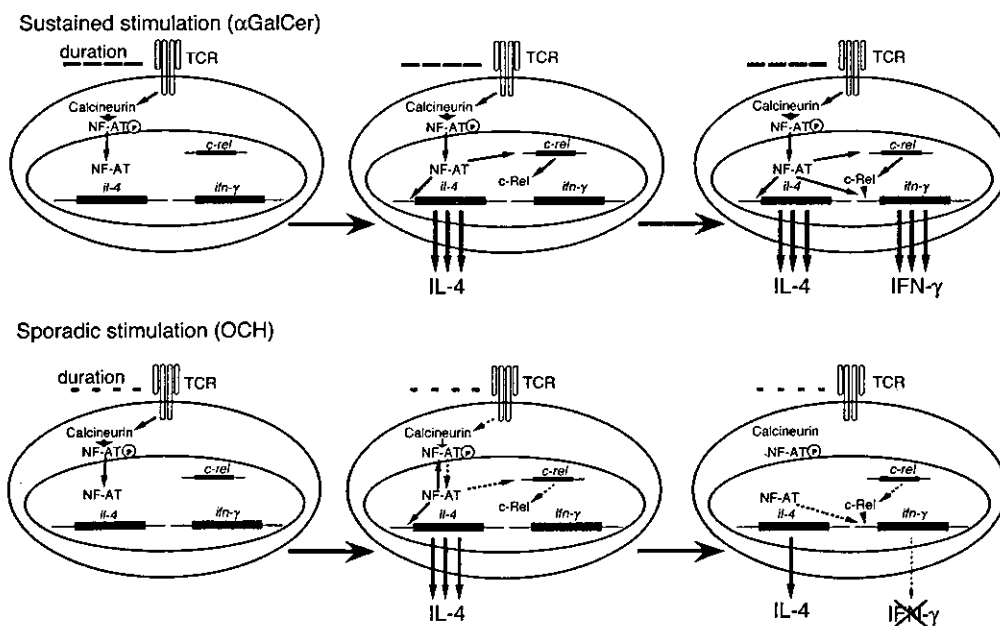 Sustained stimulation (αGalCer)
duration
TCR
Calcineurin
NF-AT P
c-rel
NF-AT
il-4
ifn-γ
TCR
Calcineurin
NF-AT P
c-rel
NF-AT
c-Rel
il-4
ifn-γ
IL-4
TCR
Calcineurin
NF-AT P
c-rel
NF-AT
c-Rel
il-4
ifn-γ
IL-4
IFN-γ
Sporadic stimulation (OCH)
duration
TCR
Calcineurin
NF-AT P
c-rel
NF-AT
il-4
ifn-γ
TCR
Calcineurin
NF-AT P
c-rel
NF-AT
c-Rel
il-4
ifn-γ
IL-4
TCR
Calcineurin
NF-AT P
c-rel
NF-AT
c-Rel
il-4
ifn-γ
IL-4
IFN-γ